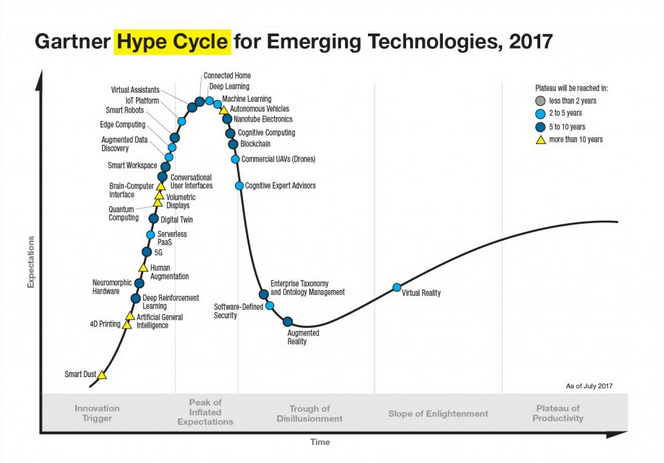 Gartner Hype Cycle for Emerging Technologies, 2017
Connected Home
Deep Learning
Virtual Assistants
IoT Platform
Machine Learning
Smart Robots
Autonomous Vehicles
Nanotube Electronics
Edge Computing
Cognitive Computing
Augmented Data
Discovery
Blockchain
Commercial UAVs (Drones)
Smart Workspace
Conversational
User Interfaces
Cognitive Expert Advisors
Brain-Computer
Interface
Volumetric
Displays
Quantum
Computing
Digital Twin
Serverless
PaaS
5G
Human
Augmentation
Neuromorphic
Hardware
Deep Reinforcement
Learning
Artificial General
Intelligence
4D Printing
Smart Dust
Enterprise Taxonomy
and Ontology Management
Software-Defined
Security
Augmented
Reality
Virtual Reality
Plateau will be reached in:
less than 2 years
2 to 5 years
5 to 10 years
more than 10 years
As of July 2017
Expectations
Innovation
Trigger
Peak of
Inflated
Expectations
Trough of
Disillusionment
Slope of Enlightenment
Plateau of
Productivity
Time